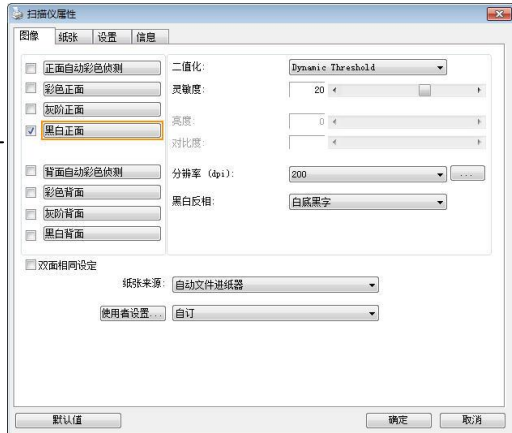 扫描仪属性
图像 纸张 设置 信息
正面自动彩色侦测
彩色正面
灰阶正面
黑白正面
背面自动彩色侦测
彩色背面
灰阶背面
黑白背面
二值化: Dynamic Threshold
灵敏度: 20
亮度: 0
对比度:
分辨率 (dpi): 200 ...
黑白反相: 白底黑字
双面相同设定
纸张来源: 自动文件进纸器
使用者设置... 自订
默认值 确定 取消